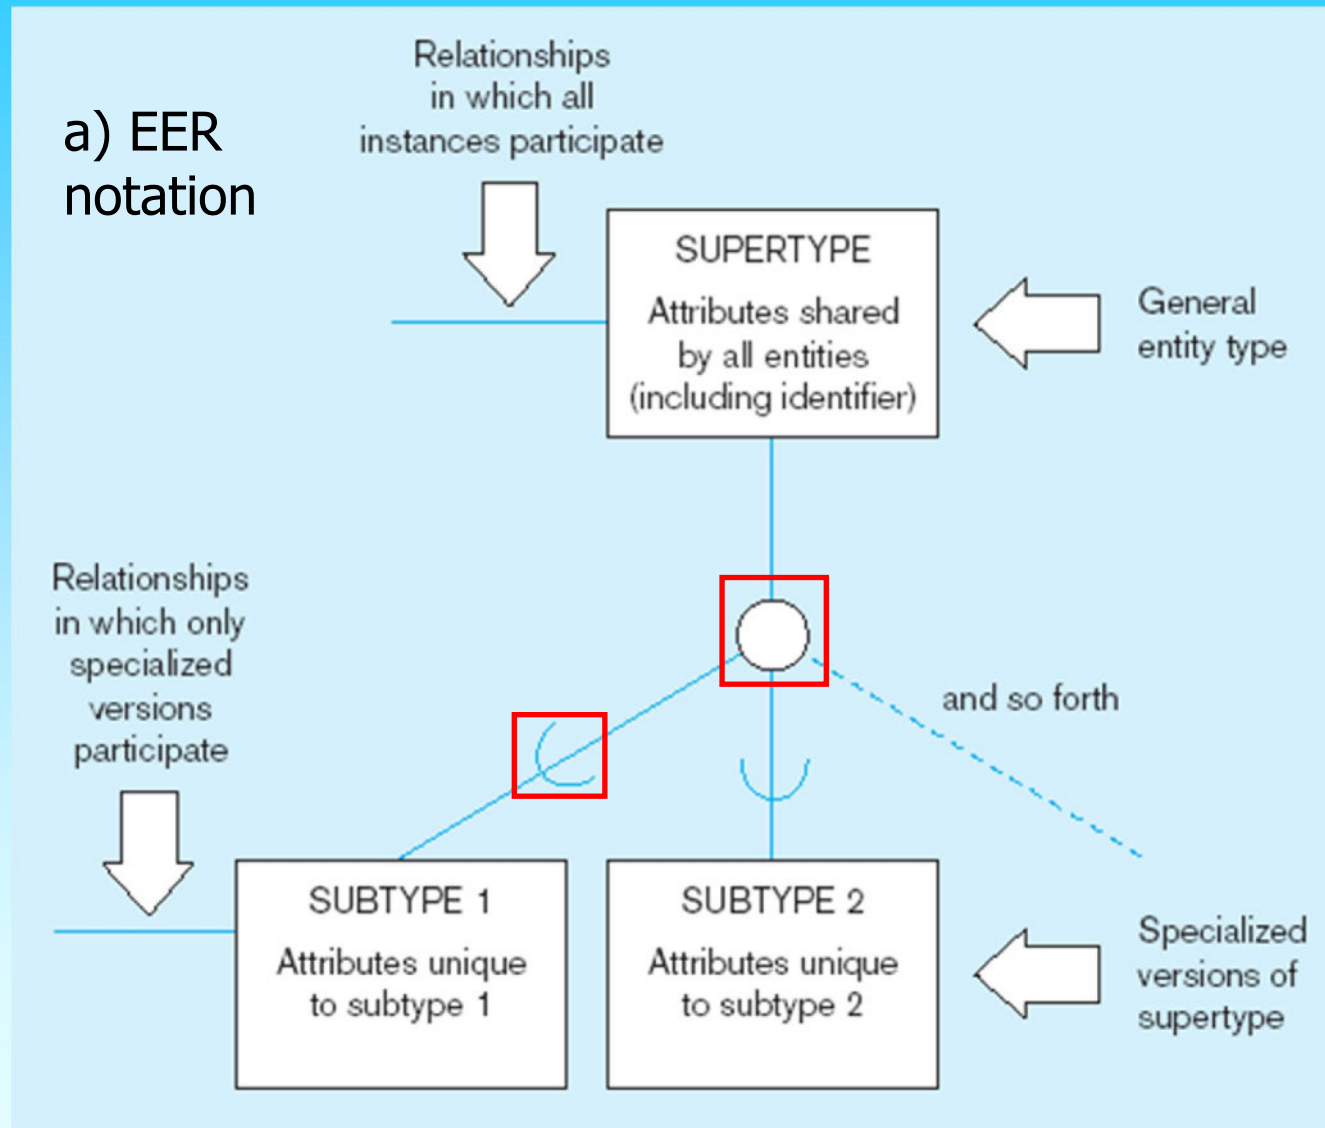 a) EER
notation
Relationships
in which all
instances participate
SUPERTYPE
Attributes shared
by all entities
(including identifier)
General
entity type
Relationships
in which only
specialized
versions
participate
and so forth
SUBTYPE 1
Attributes unique
to subtype 1
SUBTYPE 2
Attributes unique
to subtype 2
Specialized
versions of
supertype